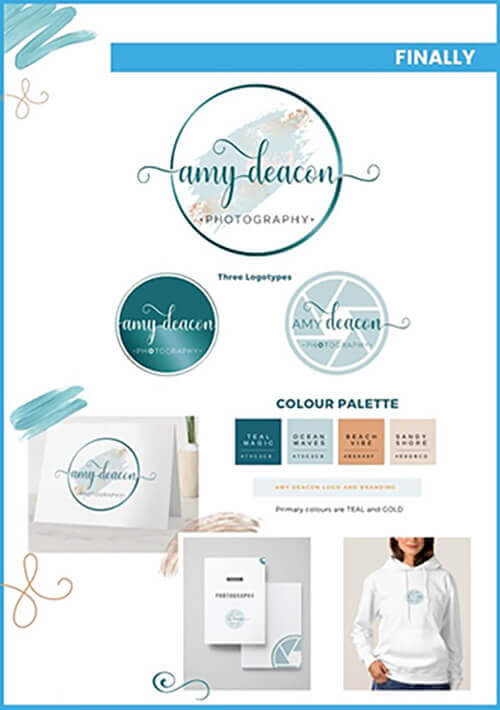 FINALLY
amy deacon
•PHOTOGRAPHY•
Three Logotypes
amy deacon
•PHOTOGRAPHY•
AMY deacon
•PHOTOGRAPHY•
COLOUR PALETTE
TEAL MAGIC
OCEAN WAVES
BEACH VIBE
SANDY SHORE
AMY DEACON LOGO AND BRANDING
Primary colours are TEAL and GOLD
amy deacon
•PHOTOGRAPHY•
PHOTOGRAPHY